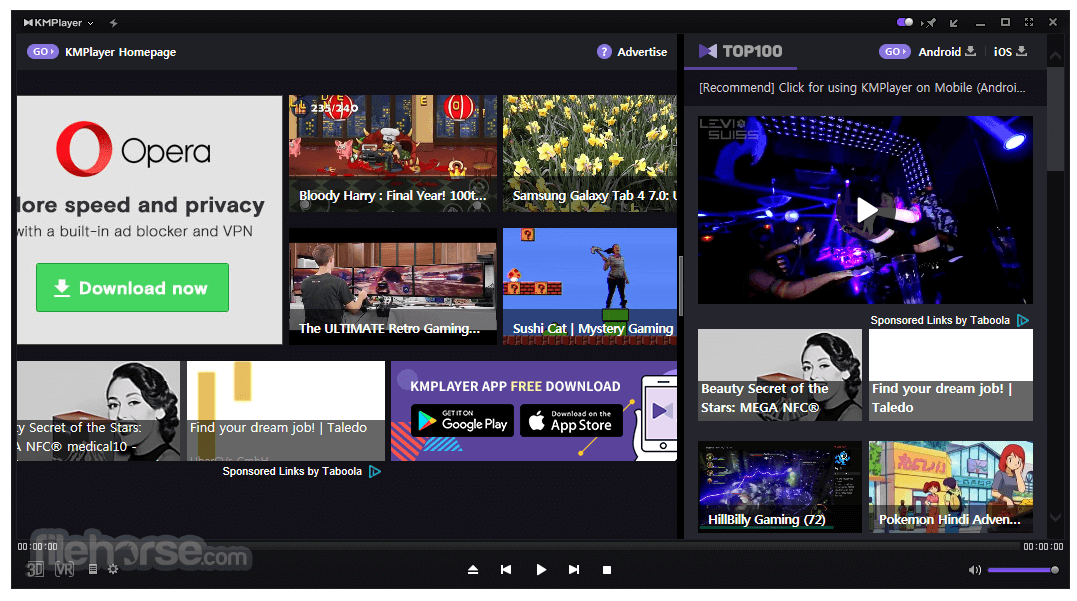 KMPlayer
GO
KMPlayer Homepage
? Advertise
TOP100
GO
Android
iOS
[Recommend] Click for using KMPlayer on Mobile (Androi...
Opera
lore speed and privacy
with a built-in ad blocker and VPN
Download now
235/240
Bloody Harry : Final Year! 100t...
Samsung Galaxy Tab 4 7.0: U
The ULTIMATE Retro Gaming...
Sushi Cat | Mystery Gaming
LEVI
SUISS
Sponsored Links by Taboola
Beauty Secret of the
Stars: MEGA NFC®
Find your dream job! |
Taledo
ty Secret of the Stars:
A NFC® medical10 -
Find your dream job! | Taledo
KMPLAYER APP FREE DOWNLOAD
GET IT ON
Google Play
Download on the
App Store
Sponsored Links by Taboola
HillBilly Gaming (72)
Pokemon Hindi Adven...
00:00:00
00:00:00
filehorse.com
3D
VR